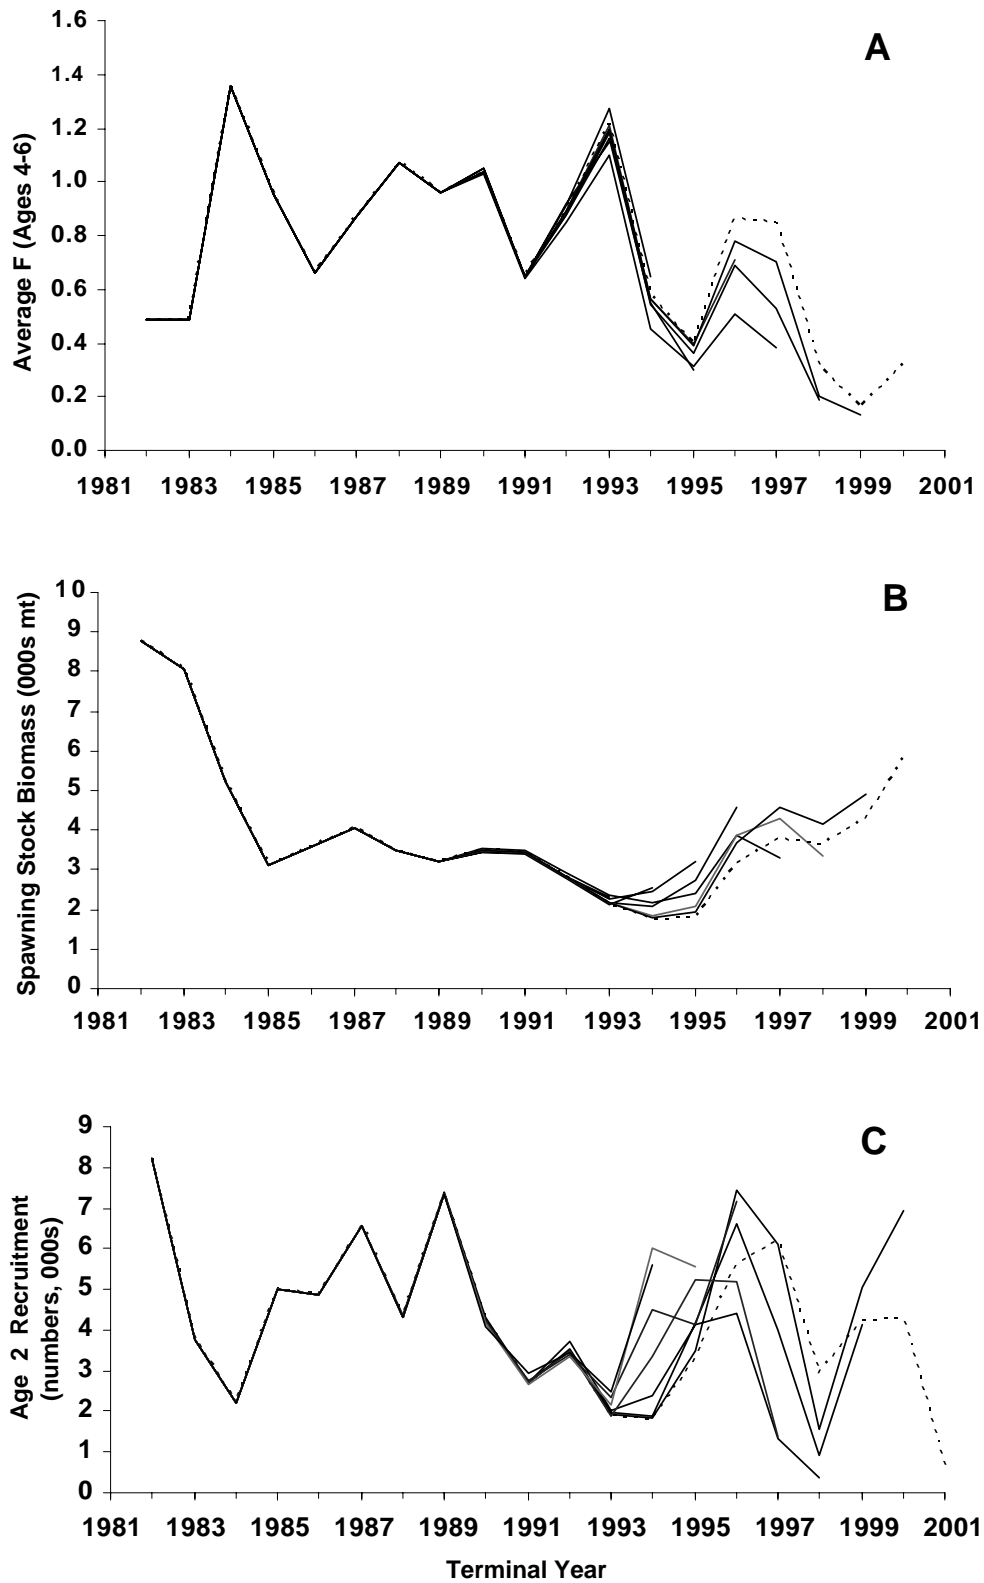 A
Average F (Ages 4-6)
1.6
1.4
1.2
1.0
0.8
0.6
0.4
0.2
0.0
1981 1983 1985 1987 1989 1991 1993 1995 1997 1999 2001
B
Spawning Stock Biomass (000s mt)
10
9
8
7
6
5
4
3
2
1
0
1981 1983 1985 1987 1989 1991 1993 1995 1997 1999 2001
C
Age 2 Recruitment
(numbers, 000s)
9
8
7
6
5
4
3
2
1
0
1981 1983 1985 1987 1989 1991 1993 1995 1997 1999 2001
Terminal Year